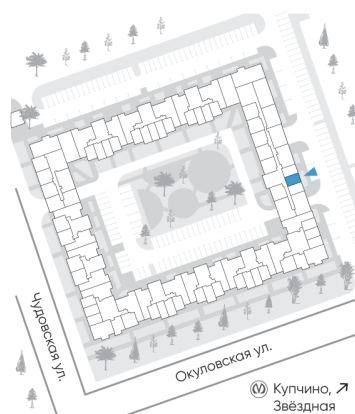 Чудовская ул.
Окуловская ул.
Купчино, ↗
Звёздная